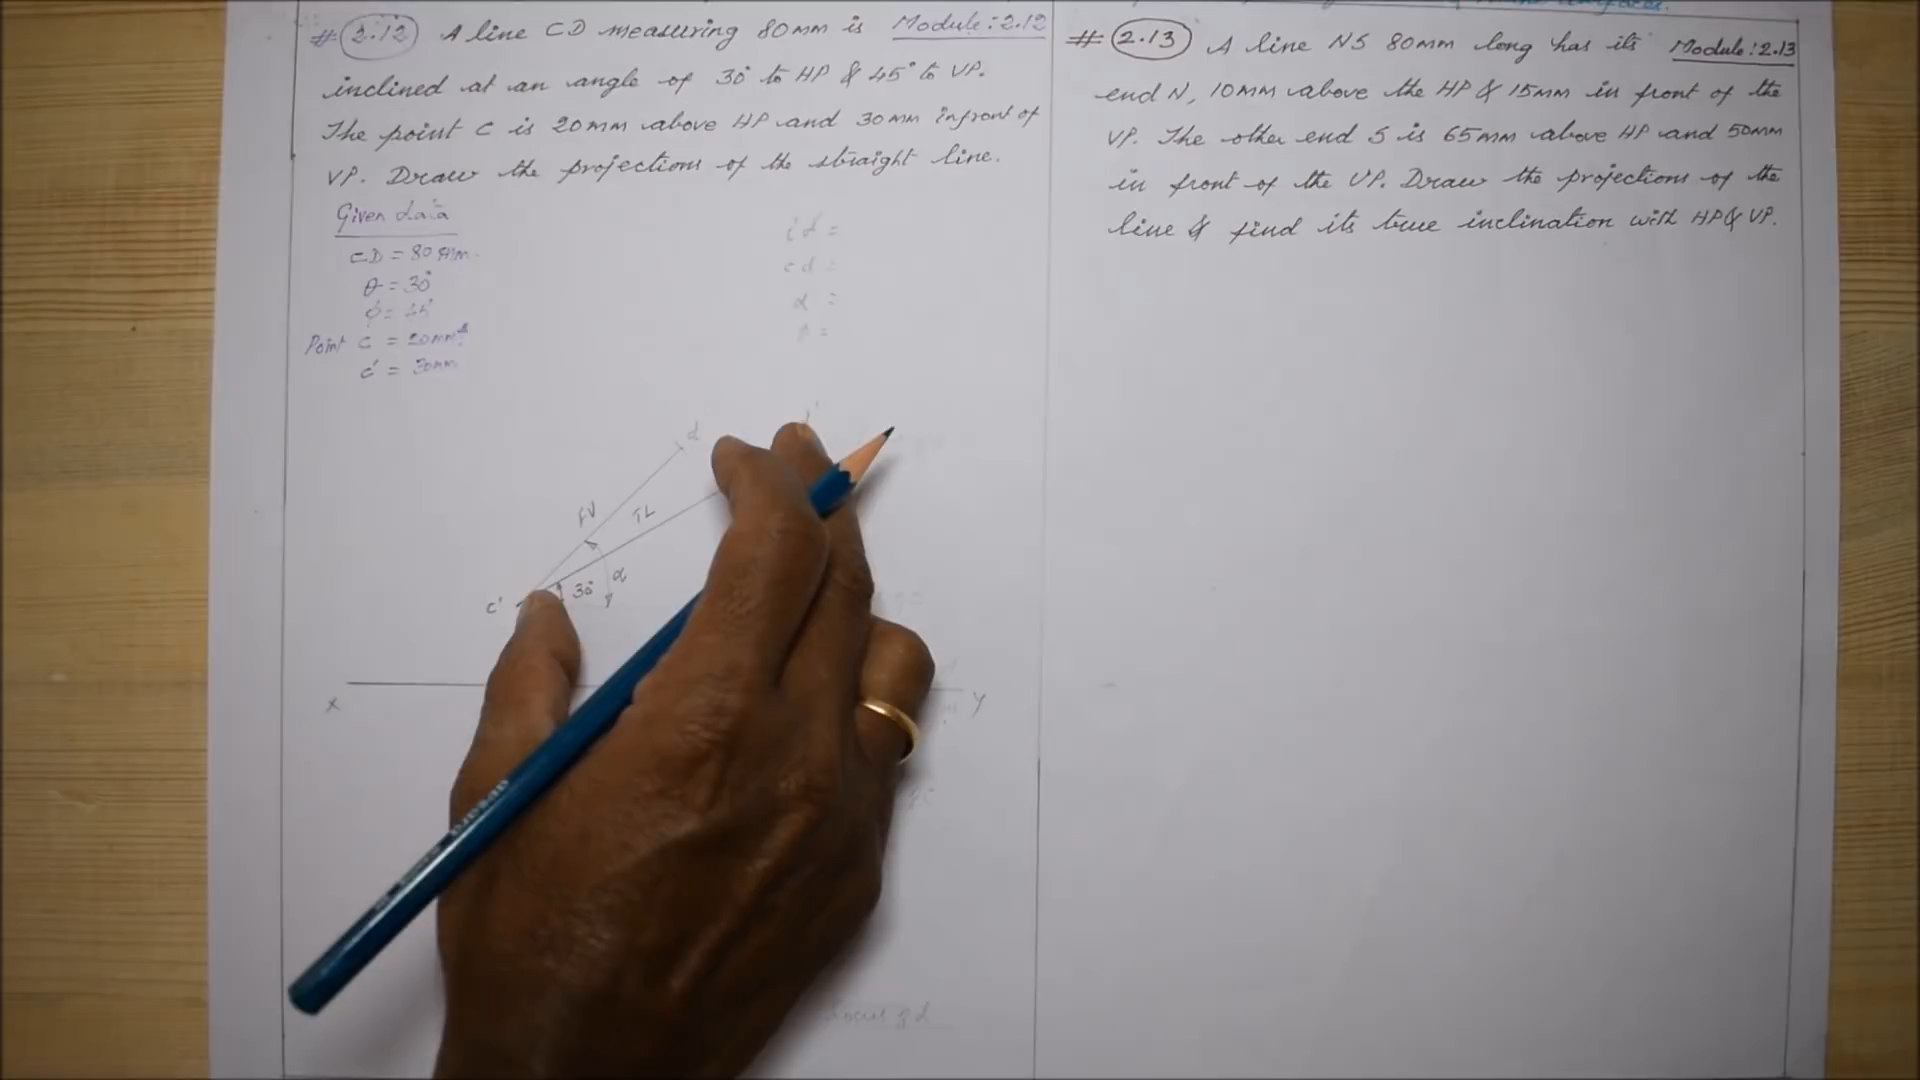 # 2.12 A line CD measuring 80mm is Module: 2.12
inclined at an angle of 30° to HP & 45° to VP.
The point C is 20mm above HP and 30mm infront of
VP. Draw the projections of the straight line.
Given data
CD = 80mm.
θ = 30°
ϕ = 45°
Point C = 20mm
c' = 30mm
cd =
α =
β =
d
FV
TL
c'
30°
α
X
Y
Locus of d
# 2.13 A line NS 80mm long has its Module: 2.13
end N, 10mm above the HP & 15mm in front of the
VP. The other end S is 65mm above HP and 50mm
in front of the VP. Draw the projections of the
line & find its true inclination with HP & VP.